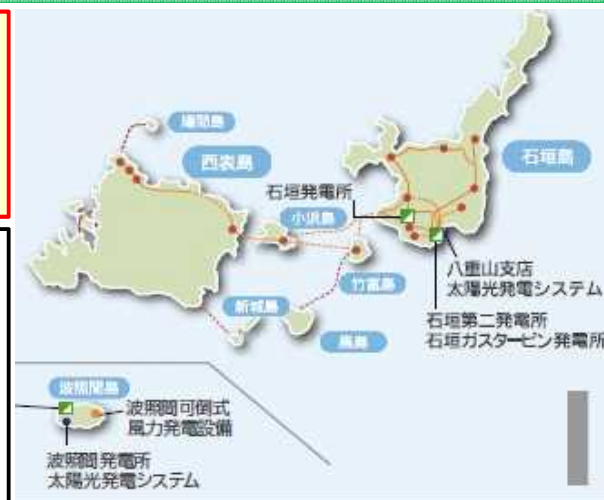 鳩間島
西表島
石垣島
石垣発電所
小浜島
八重山支店
太陽光発電システム
竹富島
新城島
石垣第二発電所
石垣ガスタービン発電所
黒島
波照間島
波照間可倒式
風力発電設備
波照間発電所
太陽光発電システム